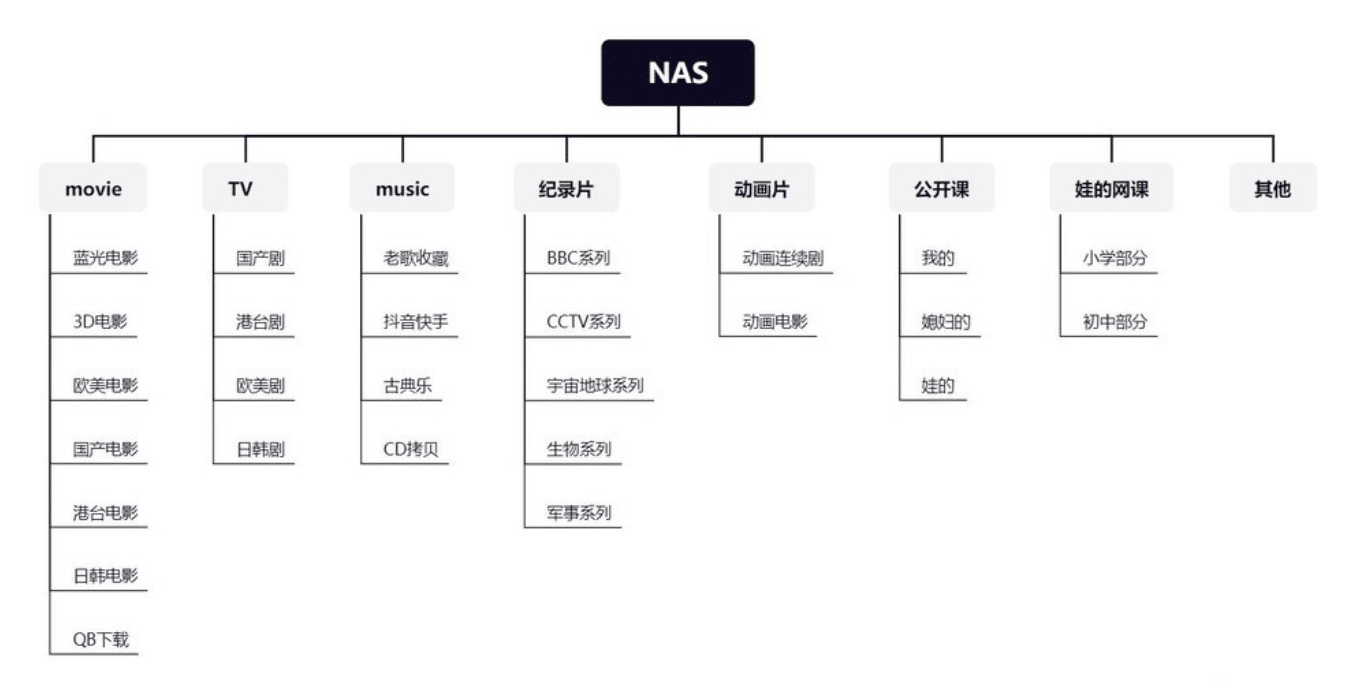 NAS
movie
TV
music
纪录片
动画片
公开课
娃的网课
其他
蓝光电影
国产剧
老歌收藏
BBC系列
动画连续剧
我的
小学部分
3D电影
港台剧
抖音快手
CCTV系列
动画电影
媳妇的
初中部分
欧美电影
欧美剧
古典乐
宇宙地球系列
娃的
国产电影
日韩剧
CD拷贝
生物系列
港台电影
军事系列
日韩电影
QB下载